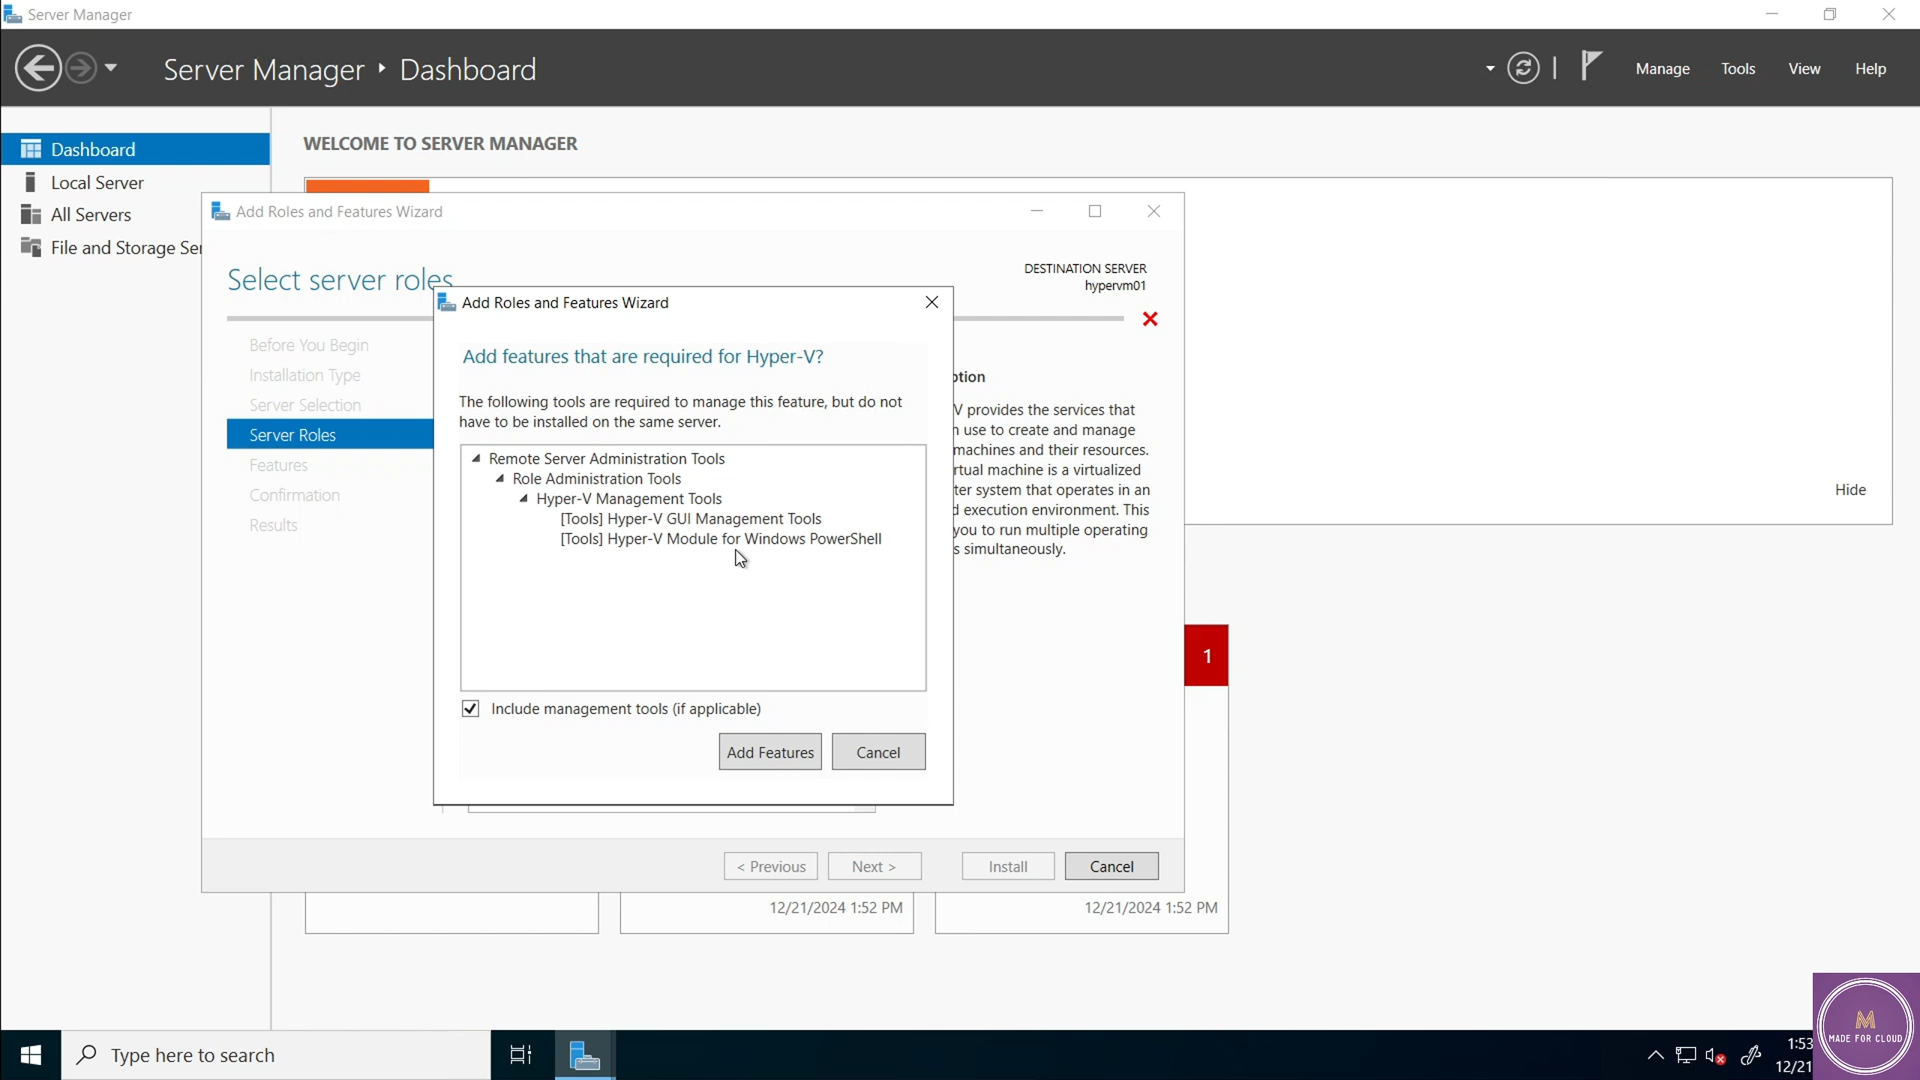 Server Manager
Server Manager ‣ Dashboard
Manage
Tools
View
Help
Dashboard
Local Server
All Servers
File and Storage Ser
WELCOME TO SERVER MANAGER
Hide
Add Roles and Features Wizard
Select server roles
DESTINATION SERVER
hypervm01
Before You Begin
Installation Type
Server Selection
Server Roles
Features
Confirmation
Results
Add Roles and Features Wizard
Add features that are required for Hyper-V?
The following tools are required to manage this feature, but do not
have to be installed on the same server.
Remote Server Administration Tools
Role Administration Tools
Hyper-V Management Tools
[Tools] Hyper-V GUI Management Tools
[Tools] Hyper-V Module for Windows PowerShell
Include management tools (if applicable)
Add Features
Cancel
ption
V provides the services that
n use to create and manage
machines and their resources.
rtual machine is a virtualized
ter system that operates in an
d execution environment. This
you to run multiple operating
s simultaneously.
1
< Previous
Next >
Install
Cancel
12/21/2024 1:52 PM
12/21/2024 1:52 PM
Type here to search
1:53
12/21
M
MADE FOR CLOUD